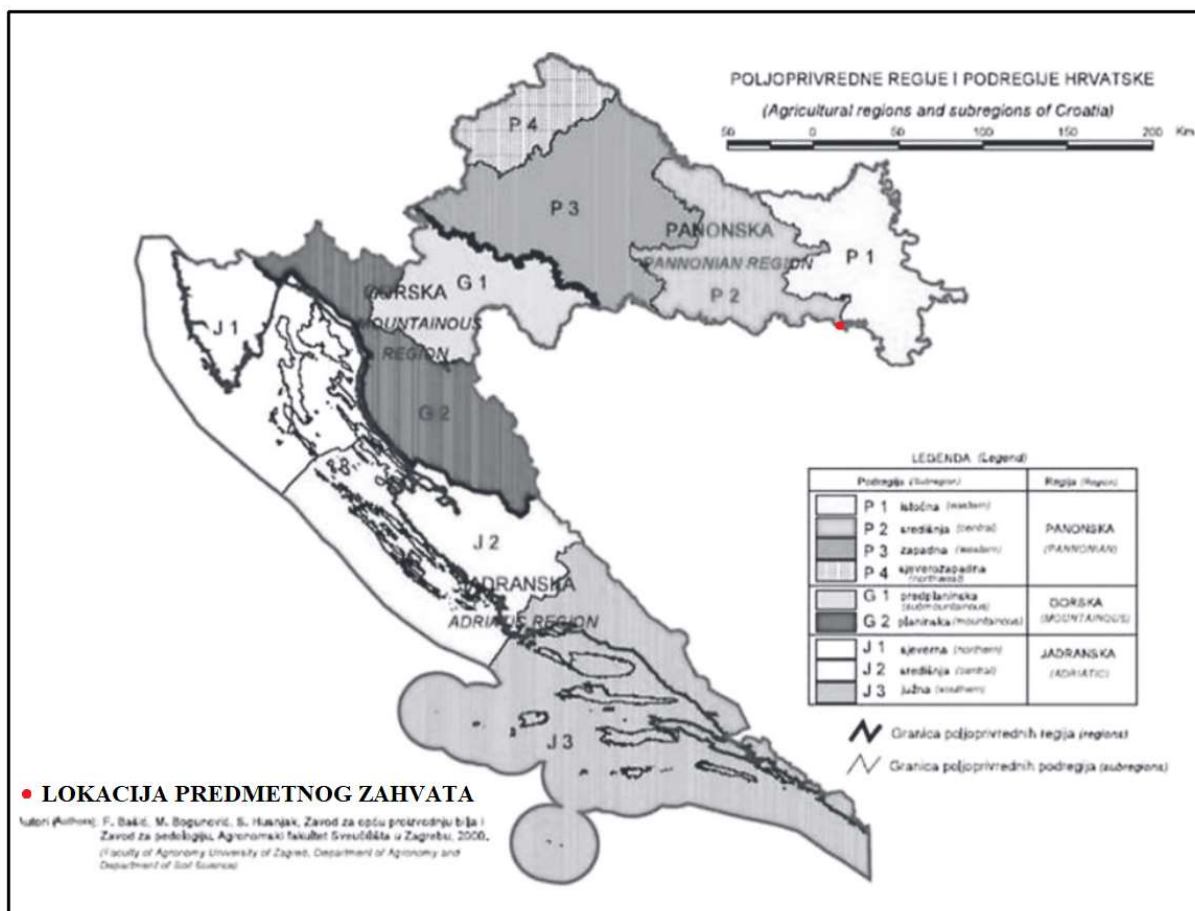 POLJOPRIVREDNE REGIJE I PODREGIJE HRVATSKE
(Agricultural regions and subregions of Croatia)
50 0 50 100 150 200 Km
P 4
P 3
PANONSKA
PANNONIAN REGION
P 1
P 2
G 1
GORSKA
MOUNTAINOUS
REGION
J 1
G 2
J 2
JADRANSKA
ADRIATIC REGION
J 3
LEGENDA (Legend)
Podregija (Subregion) Regija (Region)
P 1 istočna (eastern)
P 2 središnja (central)
P 3 zapadna (western)
P 4 sjeverozapadna
(northwest)
PANONSKA
(PANNONIAN)
G 1 predplaninska
(submountainous)
G 2 planinska (mountainous)
GORSKA
(MOUNTAINOUS)
J 1 sjeverna (northern)
J 2 središnja (central)
J 3 južna (southern)
JADRANSKA
(ADRIATIC)
Granica poljoprivrednih regija (regions)
Granica poljoprivrednih podregija (subregions)
LOKACIJA PREDMETNOG ZAHVATA
Autori (Authors): F. Bašić, M. Bogunović, S. Husnjak, Zavod za opću proizvodnju bilja i
Zavod za pedologiju, Agronomski fakultet Sveučilišta u Zagrebu, 2000.
(Faculty of Agronomy University of Zagreb, Department of Agronomy and
Department of Soil Science)